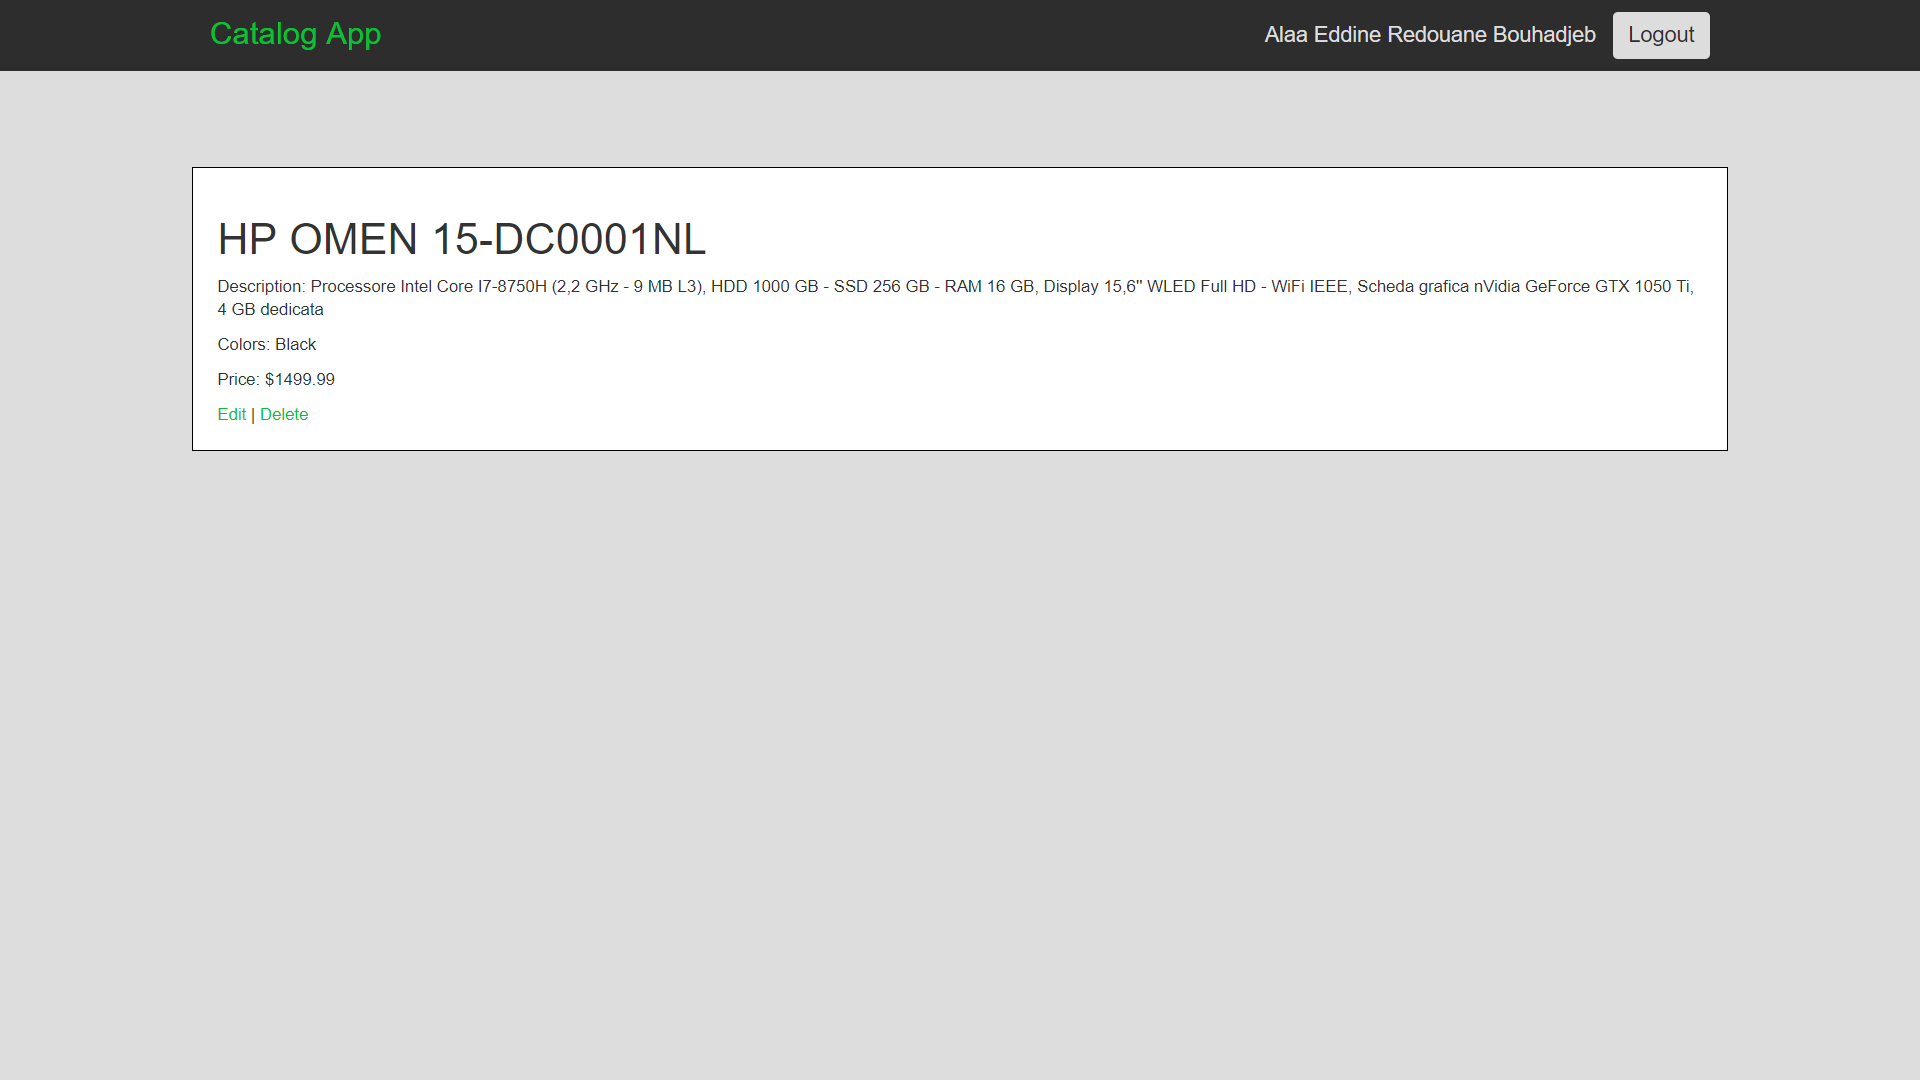 Catalog App
Alaa Eddine Redouane Bouhadjeb
Logout
HP OMEN 15-DC0001NL
Description: Processore Intel Core I7-8750H (2,2 GHz - 9 MB L3), HDD 1000 GB - SSD 256 GB - RAM 16 GB, Display 15,6" WLED Full HD - WiFi IEEE, Scheda grafica nVidia GeForce GTX 1050 Ti,
4 GB dedicata
Colors: Black
Price: $1499.99
Edit | Delete